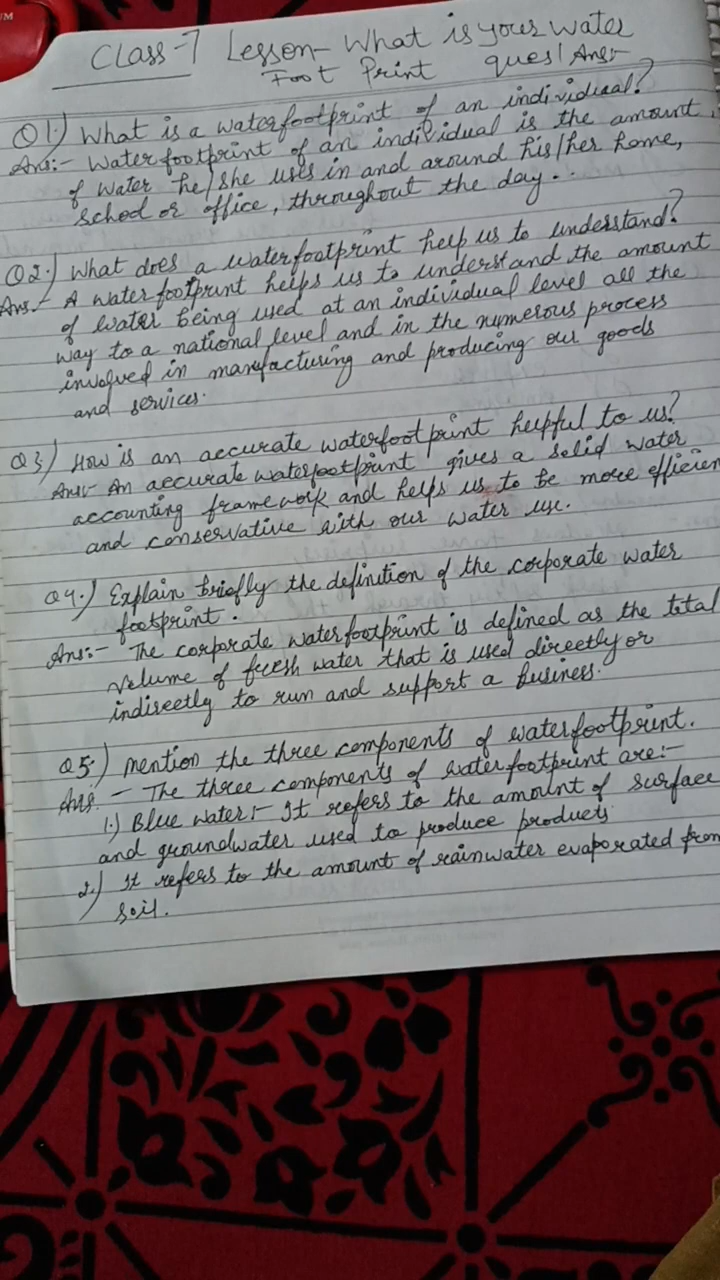 UM
Class-7 Lesson- What is your water
Foot Print ques/Ans-
Q1.) What is a waterfootprint of an individual?
Ans:- Waterfootprint of an individual is the amount
of water he/she uses in and around his/her home,
school or office, throughout the day..
Q2.) What does a waterfootprint help us to understand?
Ans.- A waterfootprint helps us to understand the amount
of water being used at an individual level all the
way to a national level and in the numerous process
involved in manufacturing and producing our goods
and services.
Q3) How is an accurate waterfootprint helpful to us?
Ans- An accurate waterfootprint gives a solid water
accounting framework and helps us to be more efficien
and conservative with our water use.
Q4.) Explain briefly the definition of the corporate water
footprint.
Ans:- The corporate waterfootprint is defined as the total
volume of fresh water that is used directly or
indirectly to run and support a business.
Q5.) Mention the three components of waterfootprint.
Ans. - The three components of waterfootprint are:-
1.) Blue water:- It refers to the amount of surface
and groundwater used to produce products
2.) It refers to the amount of rainwater evaporated from
soil.